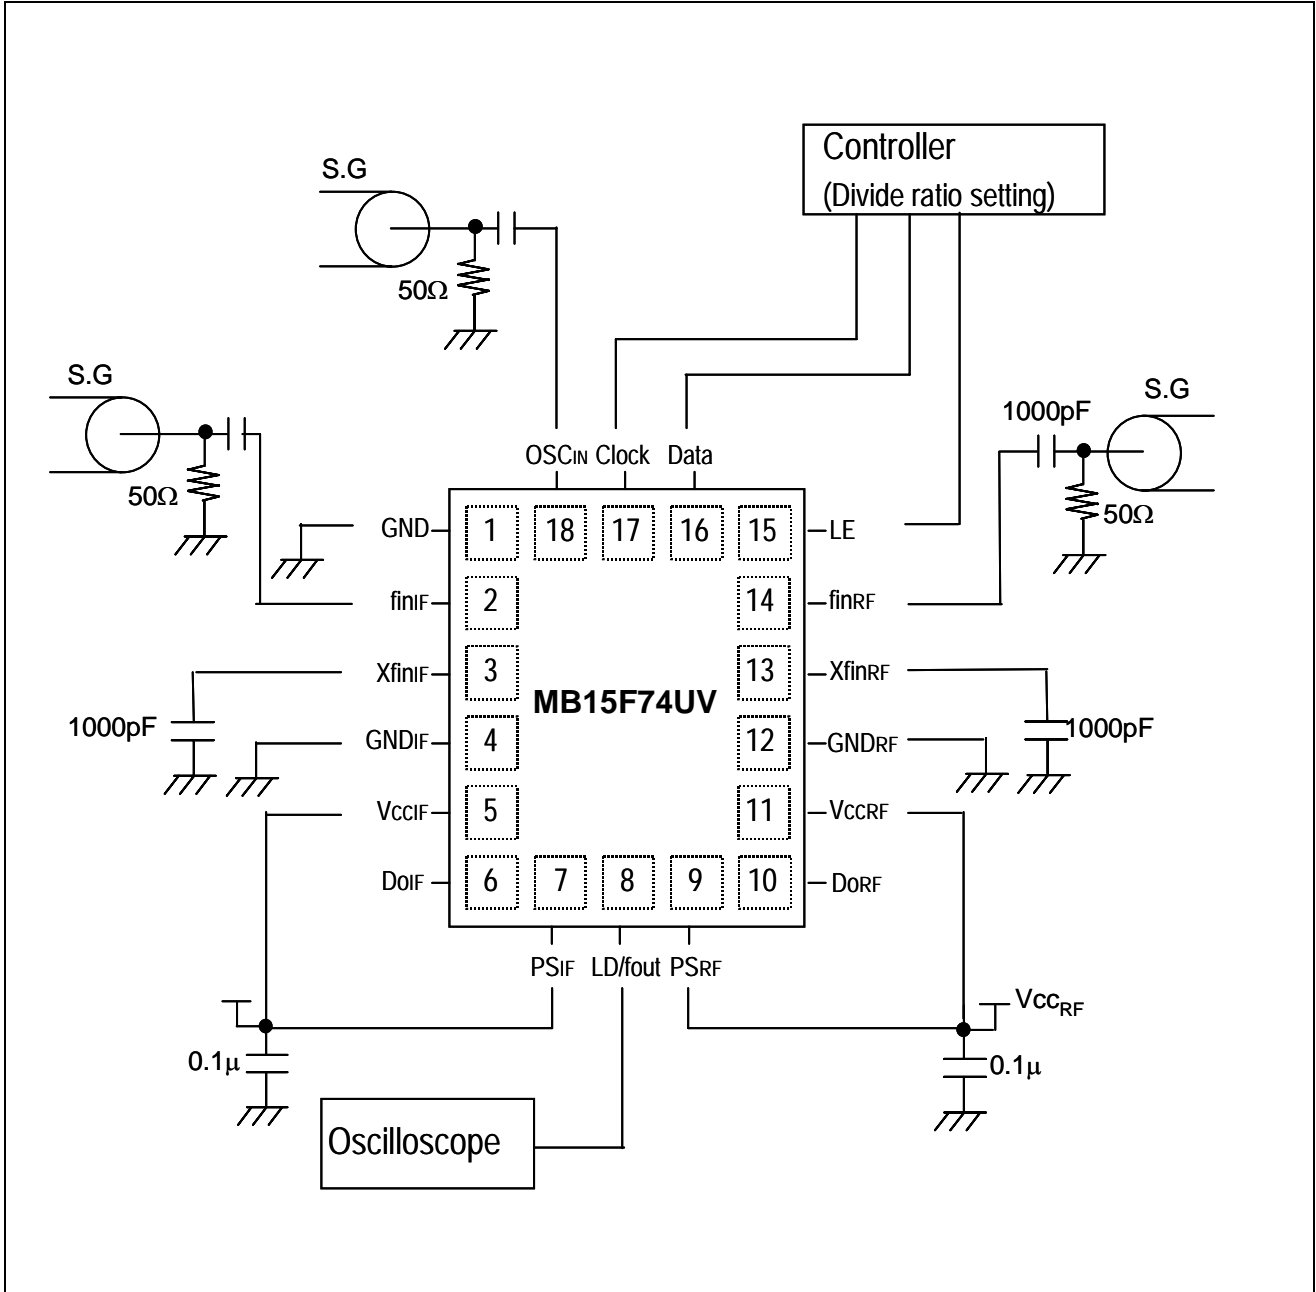 Controller
(Divide ratio setting)
S.G
50Ω
S.G
50Ω
1000pF
S.G
50Ω
OSCIN Clock Data
GND 1 18 17 16 15 LE
finIF 2 14 finRF
XfinIF 3 13 XfinRF
MB15F74UV
1000pF
1000pF
GNDIF 4 12 GNDRF
VccIF 5 11 VccRF
DoIF 6 7 8 9 10 DoRF
PSIF LD/fout PSRF
VccRF
0.1μ
0.1μ
Oscilloscope